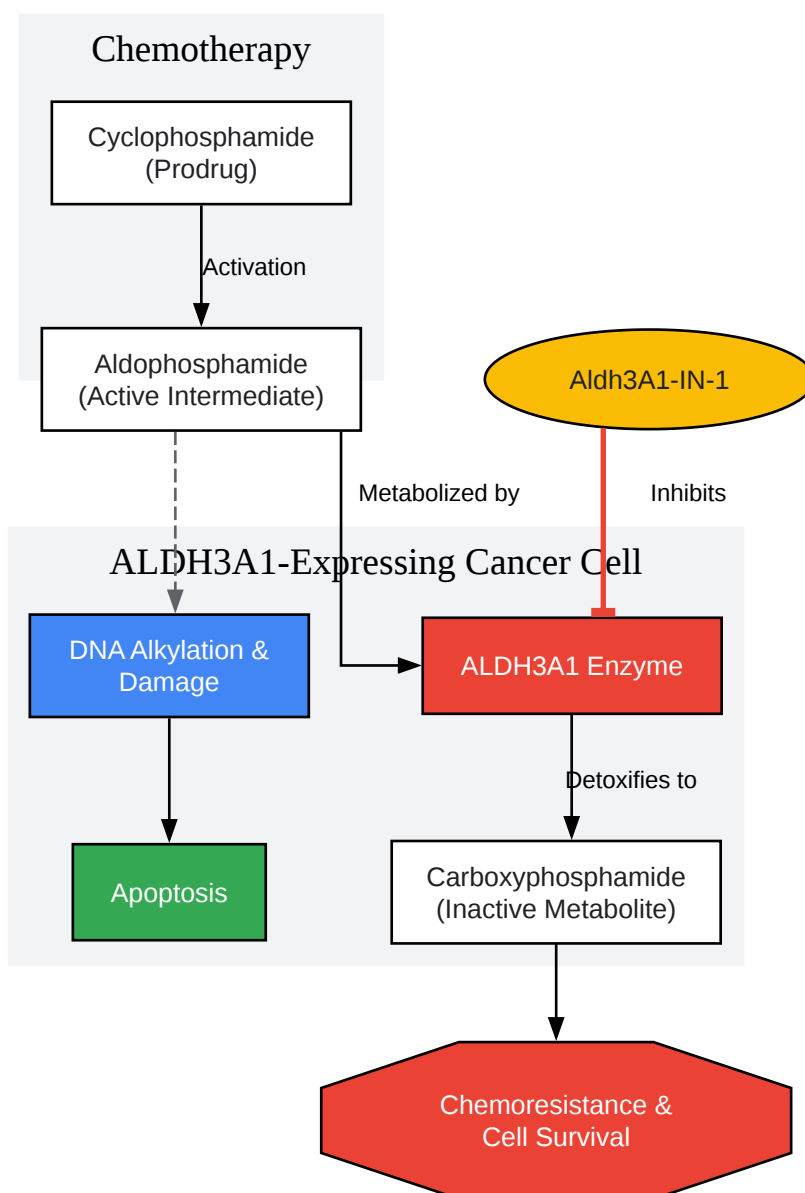 Chemotherapy
Cyclophosphamide
(Prodrug)
Activation
Aldophosphamide
(Active Intermediate)
Aldh3A1-IN-1
Metabolized by
Inhibits
ALDH3A1-Expressing Cancer Cell
DNA Alkylation &
Damage
ALDH3A1 Enzyme
Detoxifies to
Apoptosis
Carboxyphosphamide
(Inactive Metabolite)
Chemoresistance &
Cell Survival